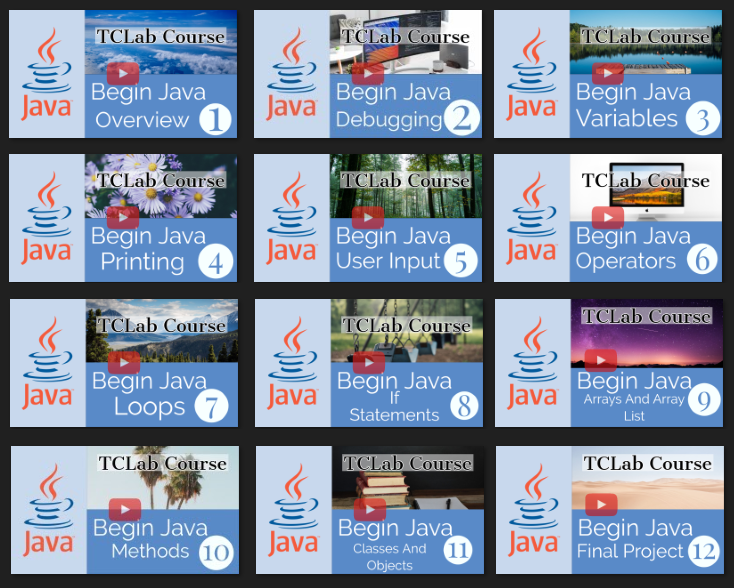 TCLab Course
Java
Begin Java
Overview 1
TCLab Course
Java
Begin Java
Debugging 2
TCLab Course
Java
Begin Java
Variables 3
TCLab Course
Java
Begin Java
Printing 4
TCLab Course
Java
Begin Java
User Input 5
TCLab Course
Java
Begin Java
Operators 6
TCLab Course
Java
Begin Java
Loops 7
TCLab Course
Java
Begin Java
If
Statements 8
TCLab Course
Java
Begin Java
Arrays And Array
List 9
TCLab Course
Java
Begin Java
Methods 10
TCLab Course
Java
Begin Java
Classes And
Objects 11
TCLab Course
Java
Begin Java
Final Project 12